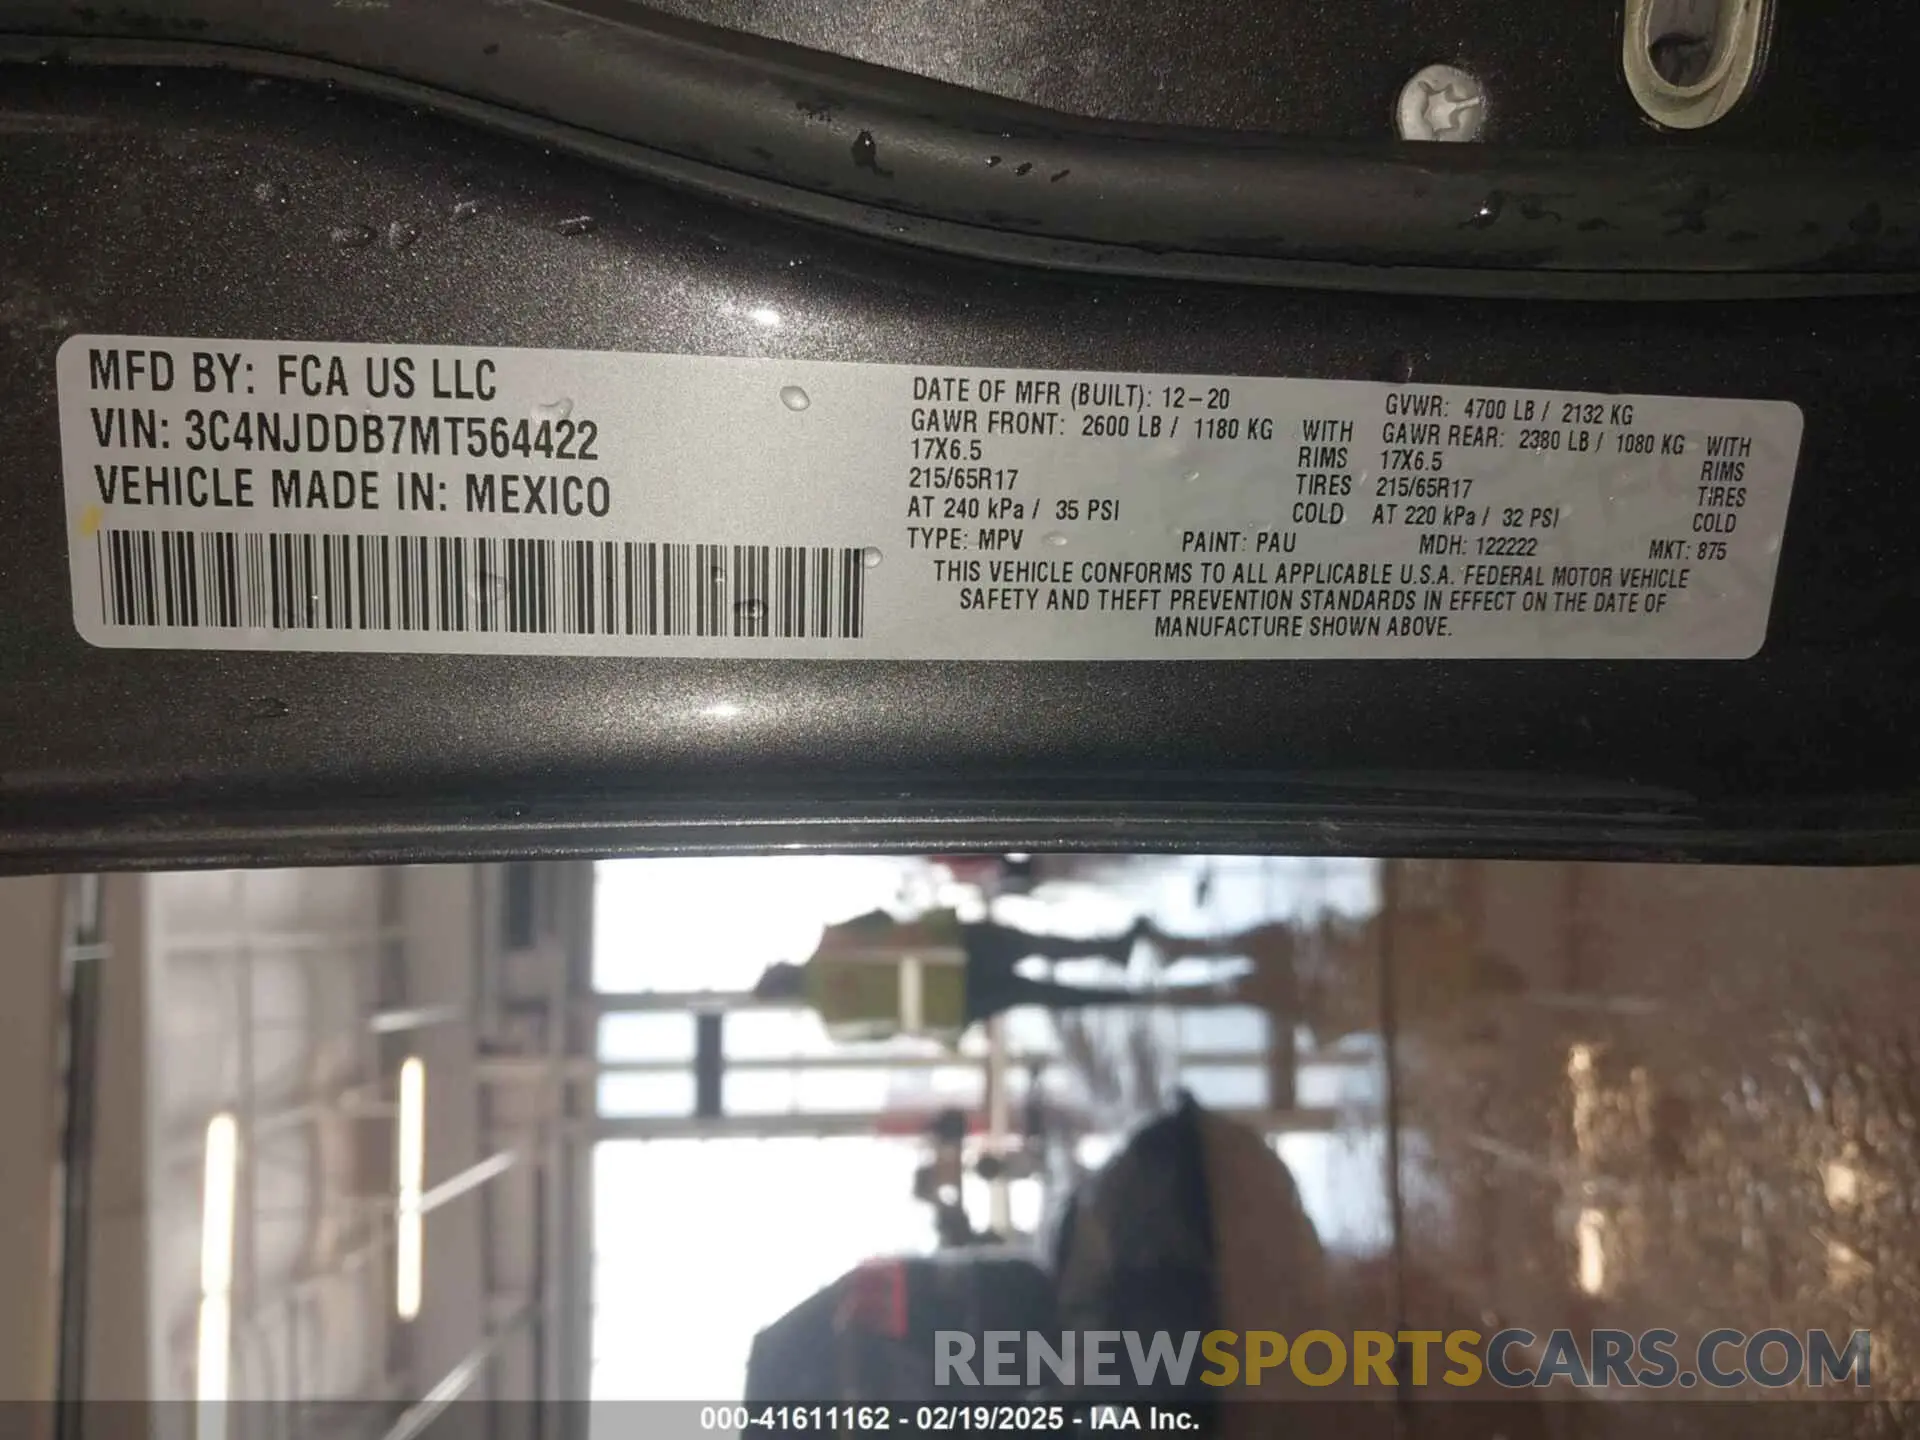 MFD BY: FCA US LLC
VIN: 3C4NJDDB7MT564422
VEHICLE MADE IN: MEXICO
DATE OF MFR (BUILT): 12-20
GVWR: 4700 LB / 2132 KG
GAWR FRONT: 2600 LB / 1180 KG WITH
17X6.5 RIMS
215/65R17 TIRES
AT 240 kPa / 35 PSI COLD
GAWR REAR: 2380 LB / 1080 KG WITH
17X6.5 RIMS
215/65R17 TIRES
AT 220 kPa / 32 PSI COLD
TYPE: MPV PAINT: PAU MDH: 122222 MKT: 875
THIS VEHICLE CONFORMS TO ALL APPLICABLE U.S.A. FEDERAL MOTOR VEHICLE
SAFETY AND THEFT PREVENTION STANDARDS IN EFFECT ON THE DATE OF
MANUFACTURE SHOWN ABOVE.
RENEWSPORTSCARS.COM
000-41611162 - 02/19/2025 - IAA Inc.